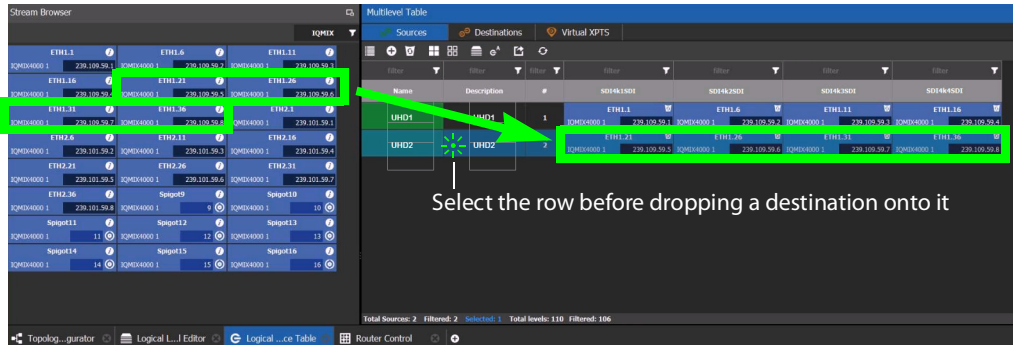 Stream Browser
IQMIX
ETH1.1 ETH1.6 ETH1.11
IQMIX4000 1 239.109.59.1 IQMIX4000 1 239.109.59.2 IQMIX4000 1 239.109.59.3
ETH1.16 ETH1.21 ETH1.26
IQMIX4000 1 239.109.59.4 IQMIX4000 1 239.109.59.5 IQMIX4000 1 239.109.59.6
ETH1.31 ETH1.36 ETH2.1
IQMIX4000 1 239.109.59.7 IQMIX4000 1 239.109.59.8 IQMIX4000 1 239.101.59.1
ETH2.6 ETH2.11 ETH2.16
IQMIX4000 1 239.101.59.2 IQMIX4000 1 239.101.59.3 IQMIX4000 1 239.101.59.4
ETH2.21 ETH2.26 ETH2.31
IQMIX4000 1 239.101.59.5 IQMIX4000 1 239.101.59.6 IQMIX4000 1 239.101.59.7
ETH2.36 Spigot9 Spigot10
IQMIX4000 1 239.101.59.8 IQMIX4000 1 9 IQMIX4000 1 10
Spigot11 Spigot12 Spigot13
IQMIX4000 1 11 IQMIX4000 1 12 IQMIX4000 1 13
Spigot14 Spigot15 Spigot16
IQMIX4000 1 14 IQMIX4000 1 15 IQMIX4000 1 16
Multilevel Table
Sources Destinations Virtual XPTS
filter filter filter filter filter filter filter
Name Description # SDI4k1SDI SDI4k2SDI SDI4k3SDI SDI4k4SDI
ETH1.1 ETH1.6 ETH1.11 ETH1.16
UHD1 UHD1 1 IQMIX4000 1 239.109.59.1 IQMIX4000 1 239.109.59.2 IQMIX4000 1 239.109.59.3 IQMIX4000 1 239.109.59.4
ETH1.21 ETH1.26 ETH1.31 ETH1.36
UHD2 UHD2 2 IQMIX4000 1 239.109.59.5 IQMIX4000 1 239.109.59.6 IQMIX4000 1 239.109.59.7 IQMIX4000 1 239.109.59.8
Select the row before dropping a destination onto it
Total Sources: 2 Filtered: 2 Selected: 1 Total levels: 110 Filtered: 106
Topolog...gurator Logical L...l Editor Logical ...ce Table Router Control